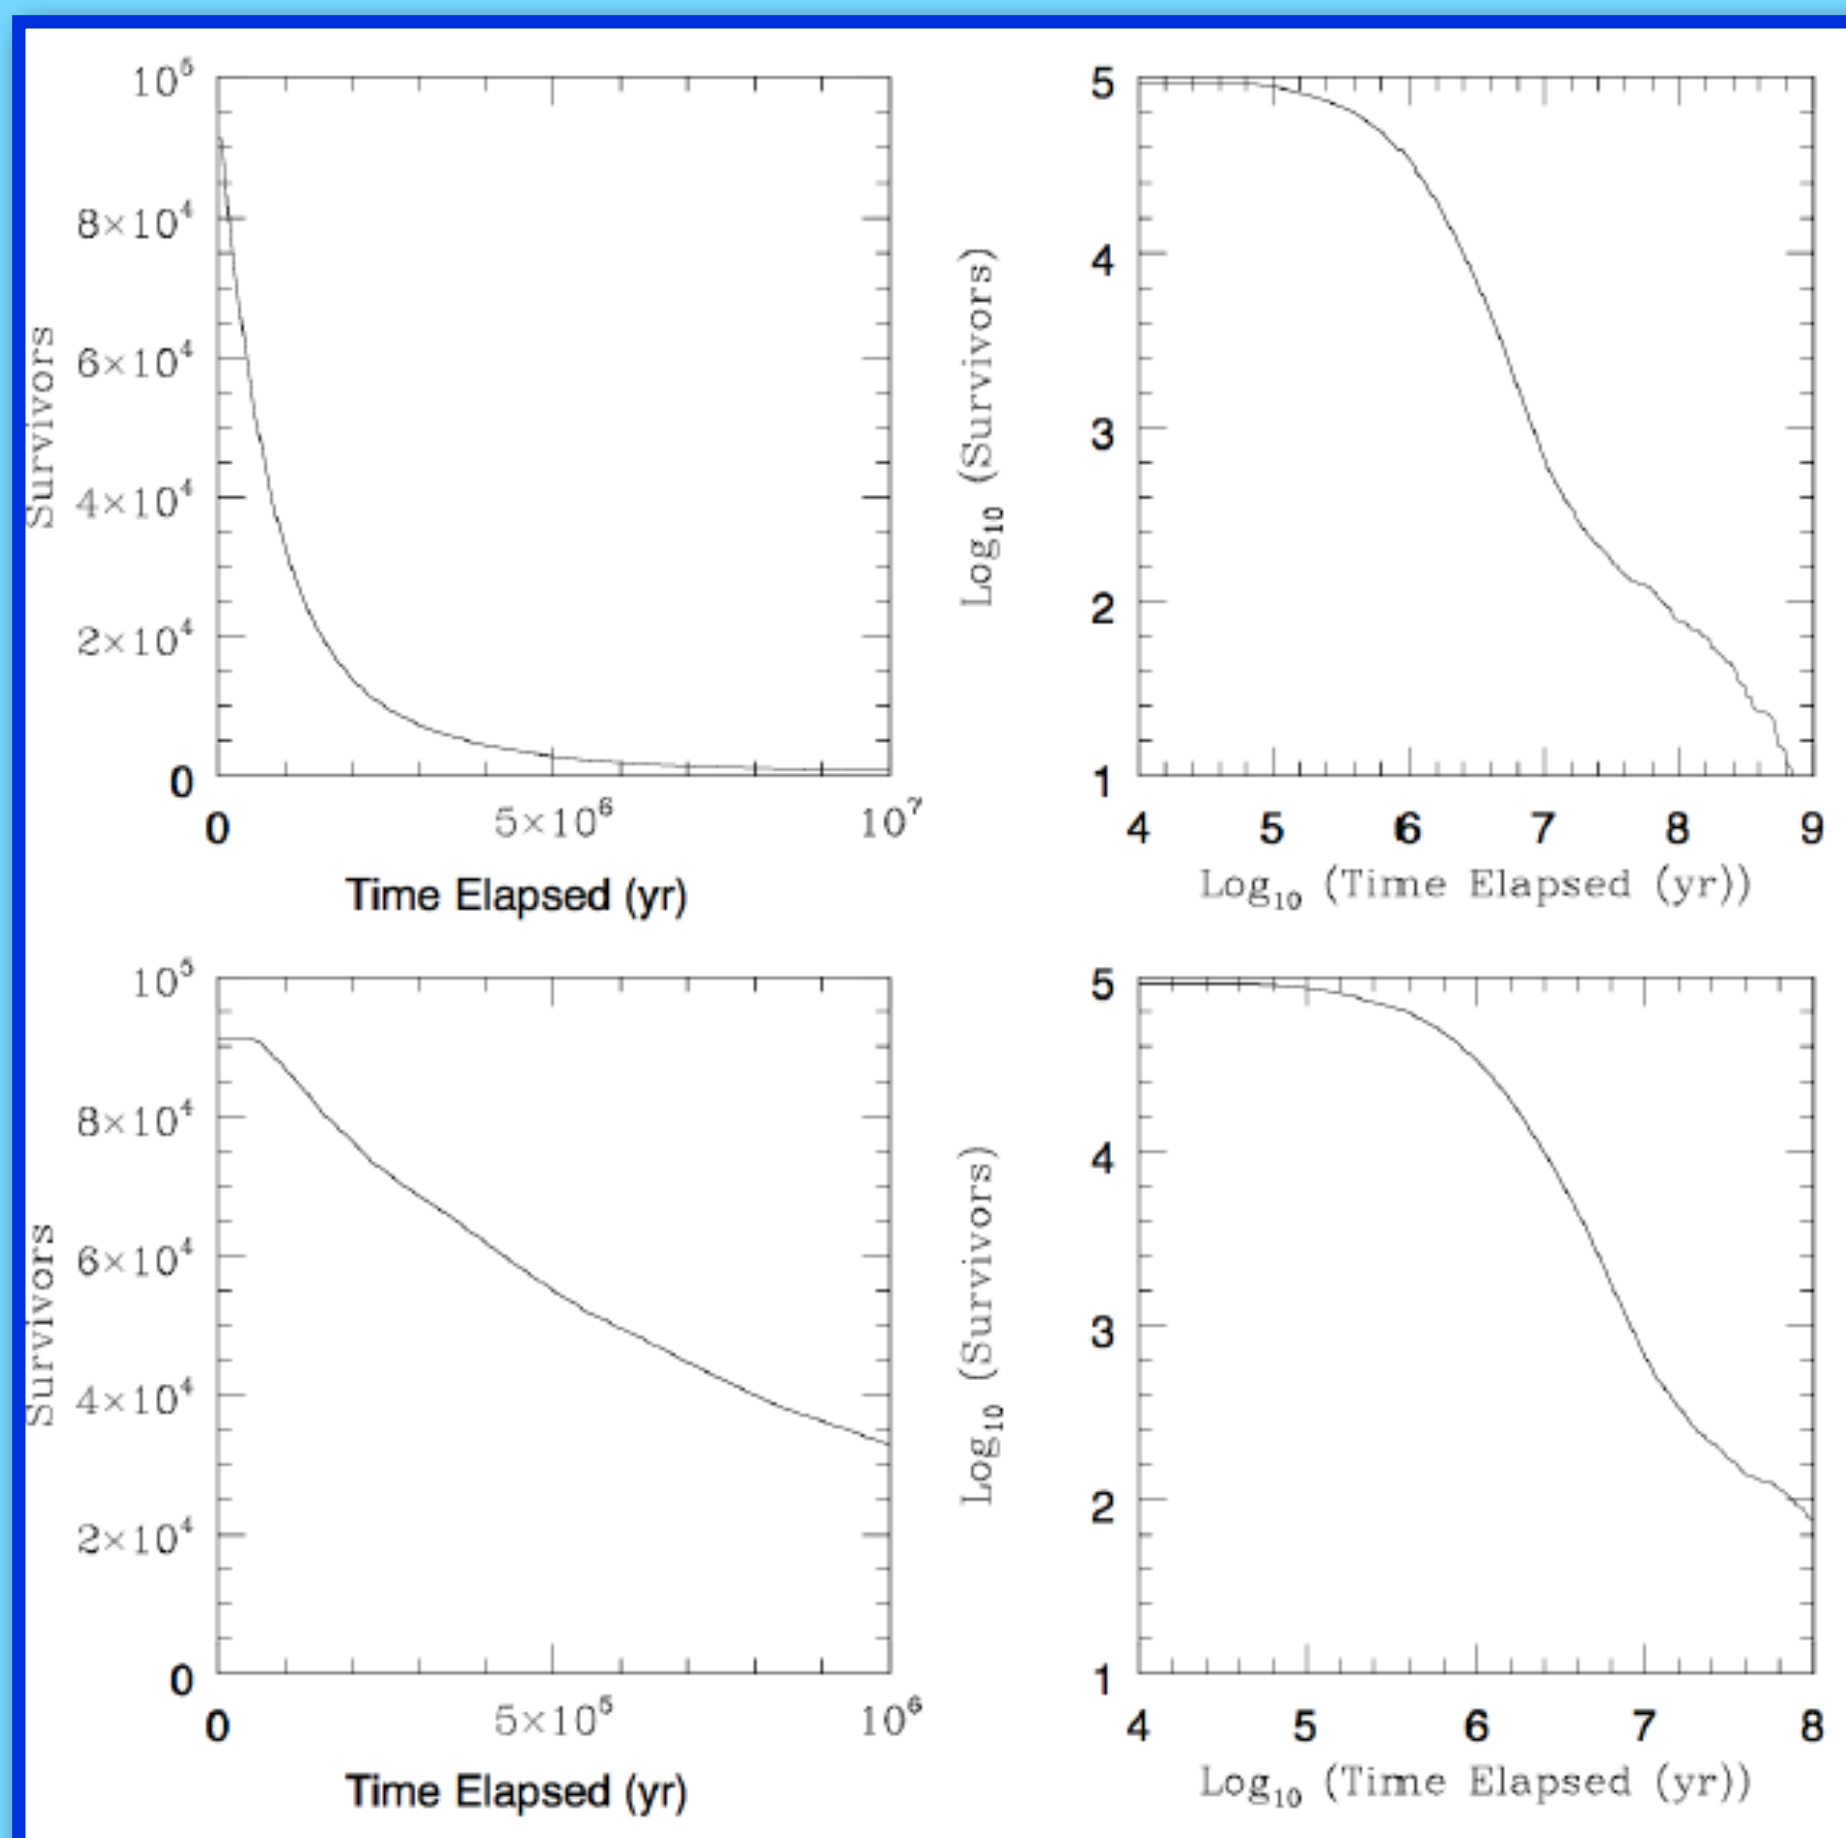 10⁵
8×10⁴
6×10⁴
4×10⁴
2×10⁴
0
Survivors
0 5×10⁶ 10⁷
Time Elapsed (yr)
5
4
3
2
1
Log₁₀ (Survivors)
4 5 6 7 8 9
Log₁₀ (Time Elapsed (yr))
10⁵
8×10⁴
6×10⁴
4×10⁴
2×10⁴
0
Survivors
0 5×10⁵ 10⁶
Time Elapsed (yr)
5
4
3
2
1
Log₁₀ (Survivors)
4 5 6 7 8
Log₁₀ (Time Elapsed (yr))